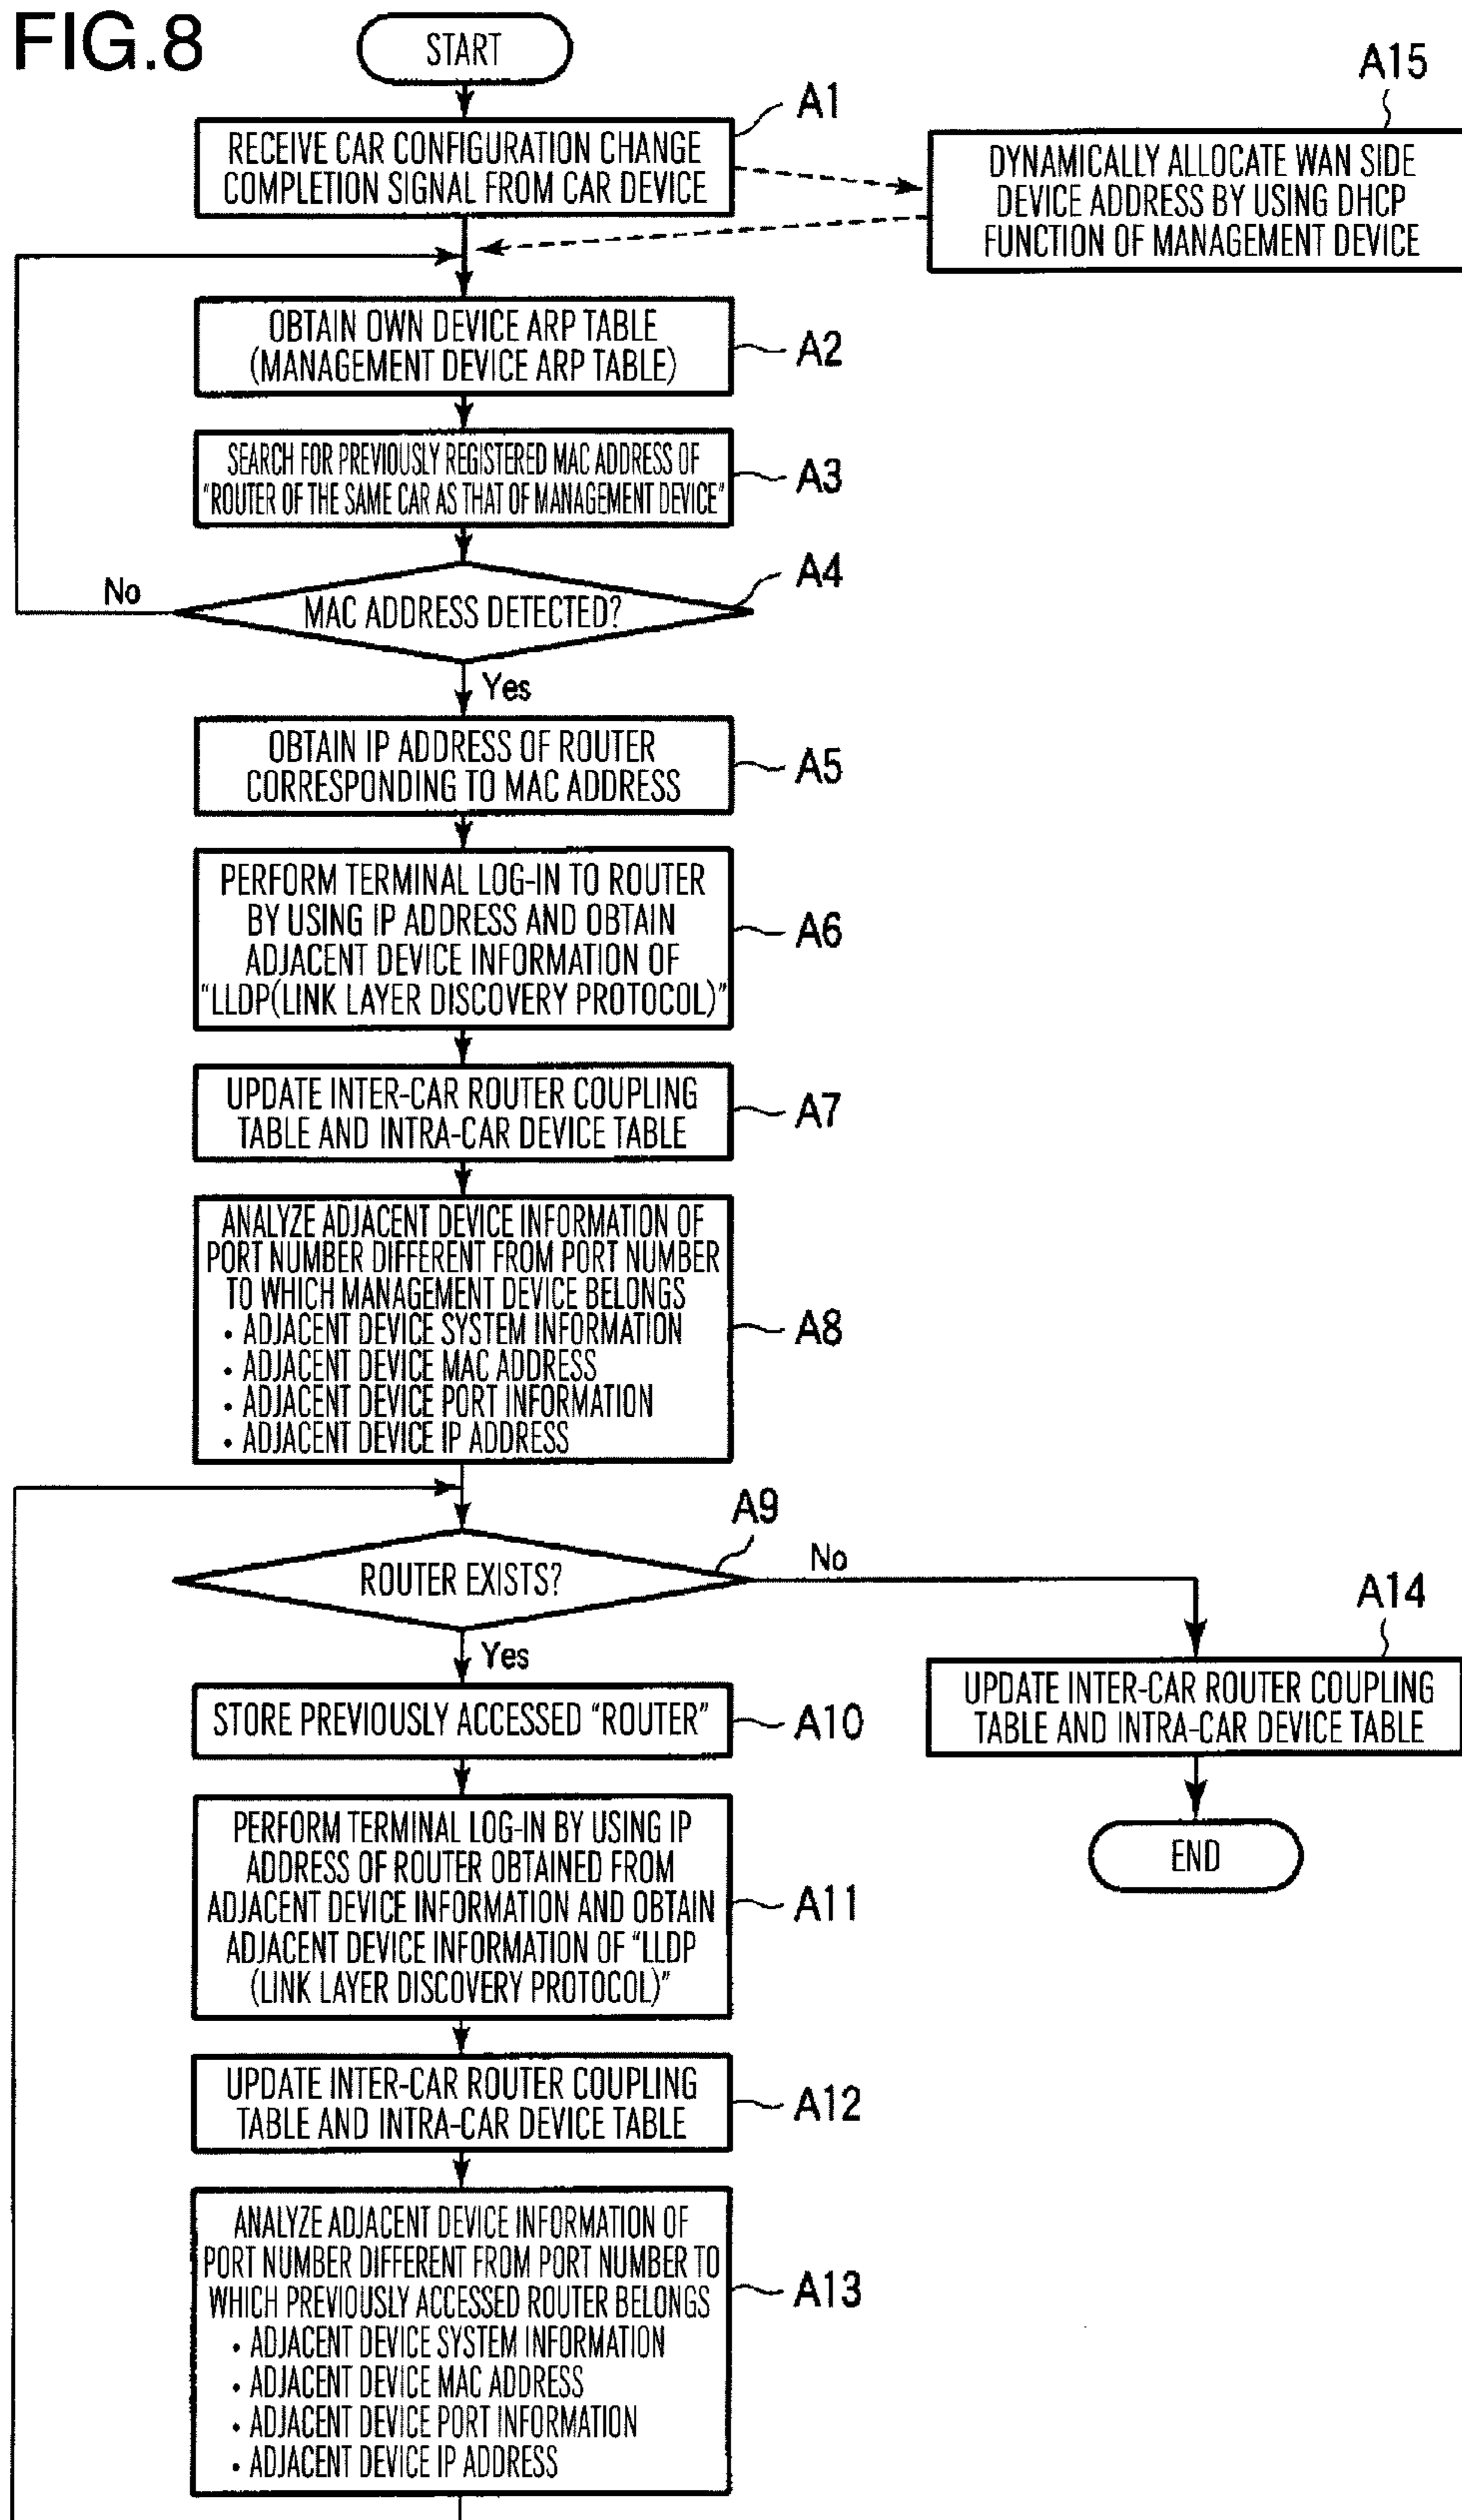 FIG.8
START
A1
RECEIVE CAR CONFIGURATION CHANGE
COMPLETION SIGNAL FROM CAR DEVICE
A15
DYNAMICALLY ALLOCATE WAN SIDE
DEVICE ADDRESS BY USING DHCP
FUNCTION OF MANAGEMENT DEVICE
OBTAIN OWN DEVICE ARP TABLE
(MANAGEMENT DEVICE ARP TABLE)
A2
SEARCH FOR PREVIOUSLY REGISTERED MAC ADDRESS OF
"ROUTER OF THE SAME CAR AS THAT OF MANAGEMENT DEVICE"
A3
A4
No
MAC ADDRESS DETECTED?
Yes
OBTAIN IP ADDRESS OF ROUTER
CORRESPONDING TO MAC ADDRESS
A5
PERFORM TERMINAL LOG-IN TO ROUTER
BY USING IP ADDRESS AND OBTAIN
ADJACENT DEVICE INFORMATION OF
"LLDP(LINK LAYER DISCOVERY PROTOCOL)"
A6
UPDATE INTER-CAR ROUTER COUPLING
TABLE AND INTRA-CAR DEVICE TABLE
A7
ANALYZE ADJACENT DEVICE INFORMATION OF
PORT NUMBER DIFFERENT FROM PORT NUMBER
TO WHICH MANAGEMENT DEVICE BELONGS
• ADJACENT DEVICE SYSTEM INFORMATION
• ADJACENT DEVICE MAC ADDRESS
• ADJACENT DEVICE PORT INFORMATION
• ADJACENT DEVICE IP ADDRESS
A8
A9
ROUTER EXISTS?
No
Yes
A14
UPDATE INTER-CAR ROUTER COUPLING
TABLE AND INTRA-CAR DEVICE TABLE
END
STORE PREVIOUSLY ACCESSED "ROUTER"
A10
PERFORM TERMINAL LOG-IN BY USING IP
ADDRESS OF ROUTER OBTAINED FROM
ADJACENT DEVICE INFORMATION AND OBTAIN
ADJACENT DEVICE INFORMATION OF "LLDP
(LINK LAYER DISCOVERY PROTOCOL)"
A11
UPDATE INTER-CAR ROUTER COUPLING
TABLE AND INTRA-CAR DEVICE TABLE
A12
ANALYZE ADJACENT DEVICE INFORMATION OF
PORT NUMBER DIFFERENT FROM PORT NUMBER TO
WHICH PREVIOUSLY ACCESSED ROUTER BELONGS
• ADJACENT DEVICE SYSTEM INFORMATION
• ADJACENT DEVICE MAC ADDRESS
• ADJACENT DEVICE PORT INFORMATION
• ADJACENT DEVICE IP ADDRESS
A13